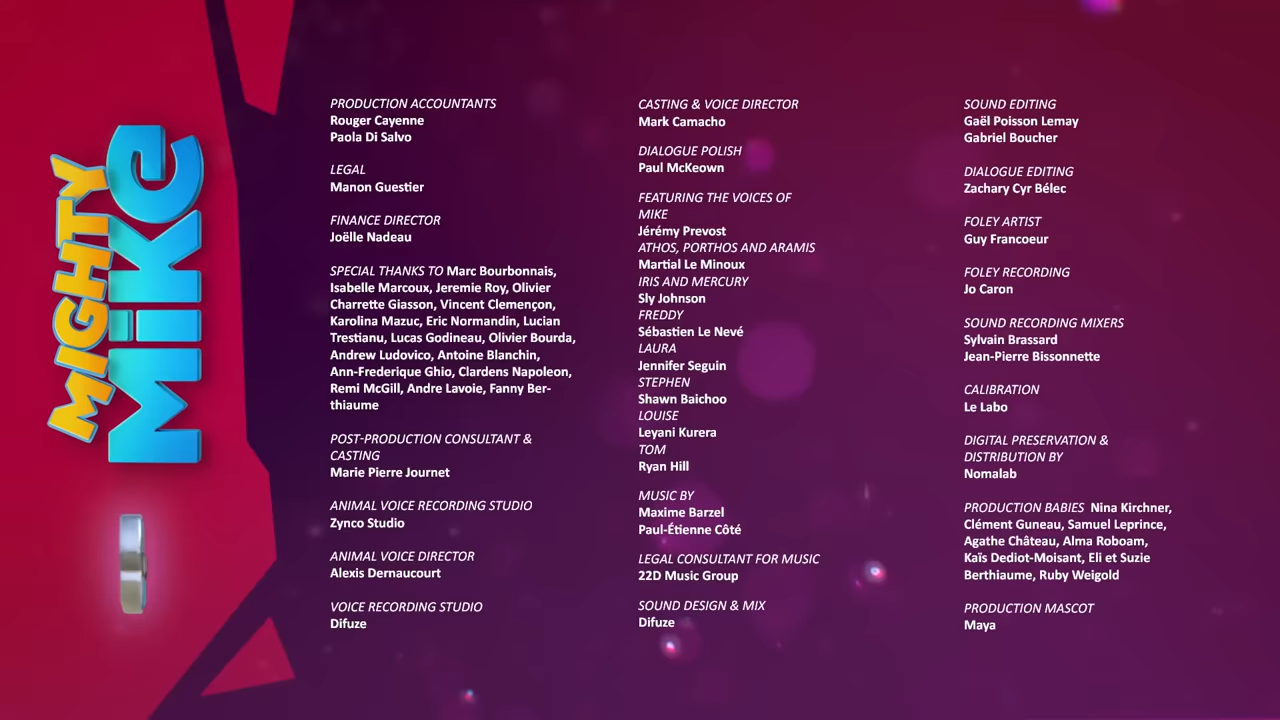 MIGHTY
MiKe
PRODUCTION ACCOUNTANTS
Rouger Cayenne
Paola Di Salvo
LEGAL
Manon Guestier
FINANCE DIRECTOR
Joëlle Nadeau
SPECIAL THANKS TO Marc Bourbonnais,
Isabelle Marcoux, Jeremie Roy, Olivier
Charrette Giasson, Vincent Clemençon,
Karolina Mazuc, Eric Normandin, Lucian
Trestianu, Lucas Godineau, Olivier Bourda,
Andrew Ludovico, Antoine Blanchin,
Ann-Frederique Ghio, Clardens Napoleon,
Remi McGill, Andre Lavoie, Fanny Ber-
thiaume
POST-PRODUCTION CONSULTANT &
CASTING
Marie Pierre Journet
ANIMAL VOICE RECORDING STUDIO
Zynco Studio
ANIMAL VOICE DIRECTOR
Alexis Dernaucourt
VOICE RECORDING STUDIO
Difuze
CASTING & VOICE DIRECTOR
Mark Camacho
DIALOGUE POLISH
Paul McKeown
FEATURING THE VOICES OF
MIKE
Jérémy Prevost
ATHOS, PORTHOS AND ARAMIS
Martial Le Minoux
IRIS AND MERCURY
Sly Johnson
FREDDY
Sébastien Le Nevé
LAURA
Jennifer Seguin
STEPHEN
Shawn Baichoo
LOUISE
Leyani Kurera
TOM
Ryan Hill
MUSIC BY
Maxime Barzel
Paul-Étienne Côté
LEGAL CONSULTANT FOR MUSIC
22D Music Group
SOUND DESIGN & MIX
Difuze
SOUND EDITING
Gaël Poisson Lemay
Gabriel Boucher
DIALOGUE EDITING
Zachary Cyr Bélec
FOLEY ARTIST
Guy Francoeur
FOLEY RECORDING
Jo Caron
SOUND RECORDING MIXERS
Sylvain Brassard
Jean-Pierre Bissonnette
CALIBRATION
Le Labo
DIGITAL PRESERVATION &
DISTRIBUTION BY
Nomalab
PRODUCTION BABIES Nina Kirchner,
Clément Guneau, Samuel Leprince,
Agathe Château, Alma Roboam,
Kaïs Dediot-Moisant, Eli et Suzie
Berthiaume, Ruby Weigold
PRODUCTION MASCOT
Maya